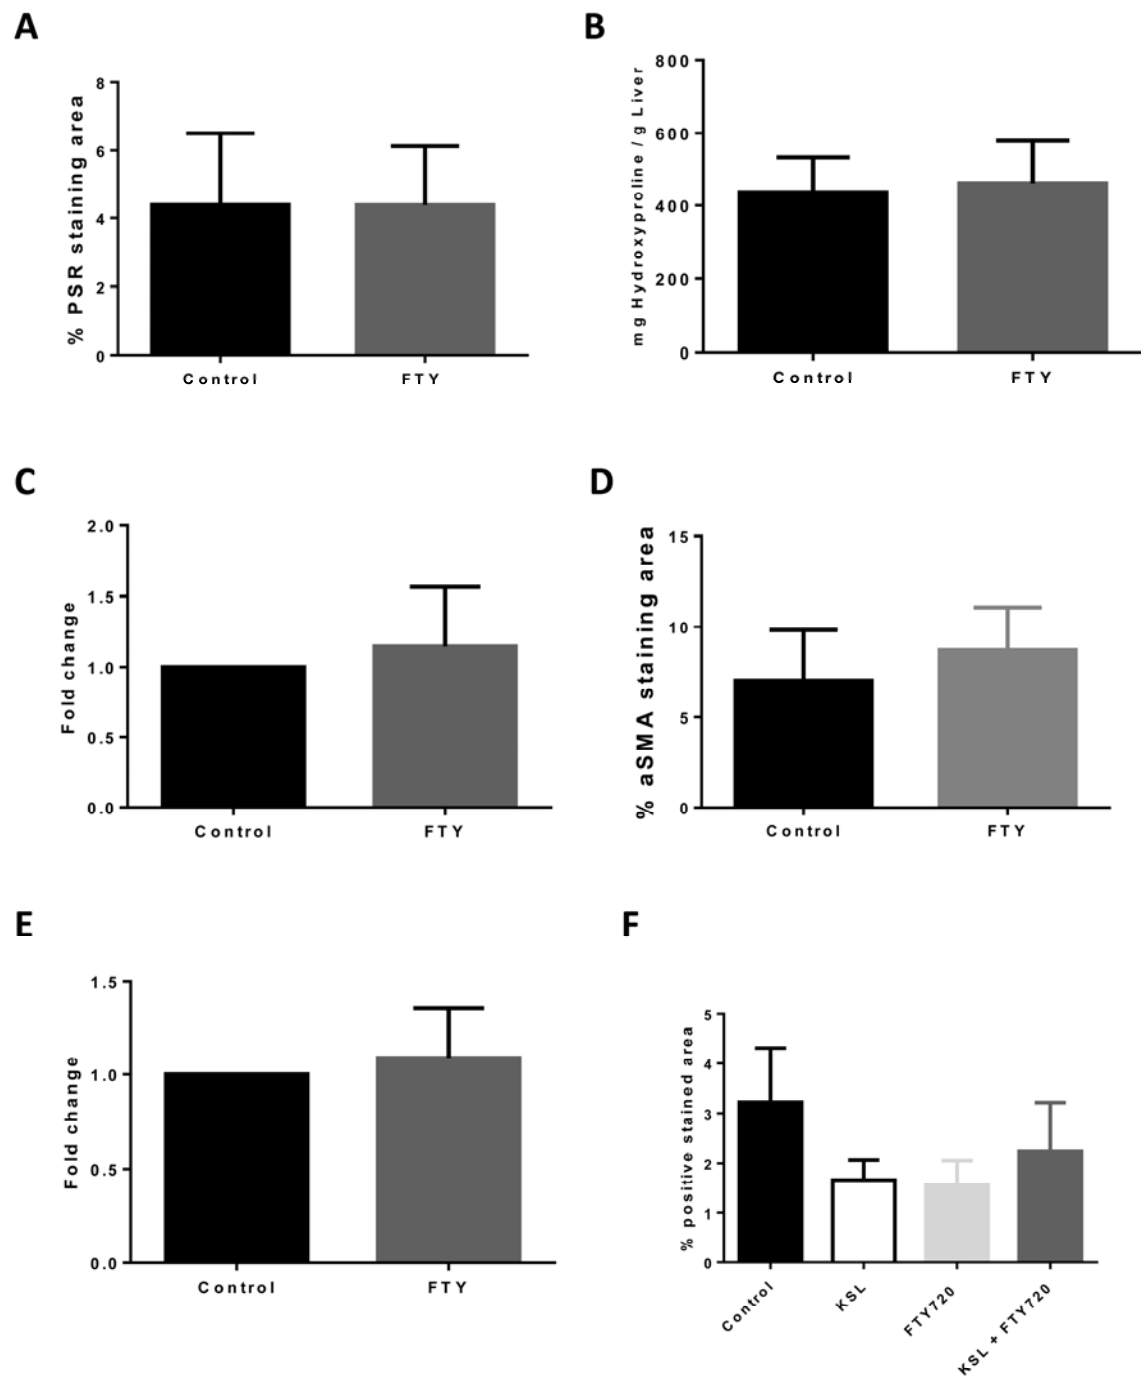 A
% PSR staining area
8
6
4
2
0
Control
FTY
B
mg Hydroxyproline / g Liver
800
600
400
200
0
Control
FTY
C
Fold change
2.0
1.5
1.0
0.5
0.0
Control
FTY
D
% aSMA staining area
15
10
5
0
Control
FTY
E
Fold change
1.5
1.0
0.5
0.0
Control
FTY
F
% positive stained area
5
4
3
2
1
0
Control
KSL
FTY720
KSL + FTY720